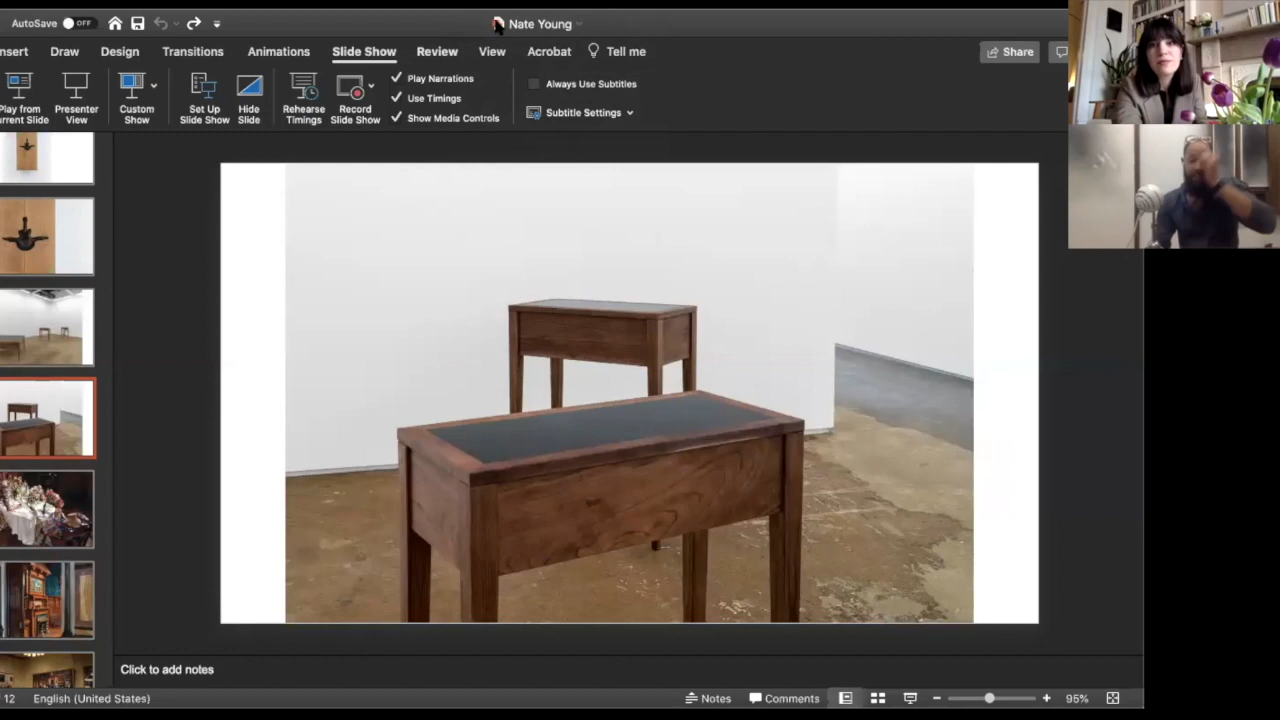 AutoSave OFF Nate Young
nsert Draw Design Transitions Animations Slide Show Review View Acrobat Tell me Share
Play from Current Slide
Presenter View
Custom Show
Set Up Slide Show
Hide Slide
Rehearse Timings
Record Slide Show
Play Narrations
Use Timings
Show Media Controls
Always Use Subtitles
Subtitle Settings
Click to add notes
12 English (United States) Notes Comments 95%